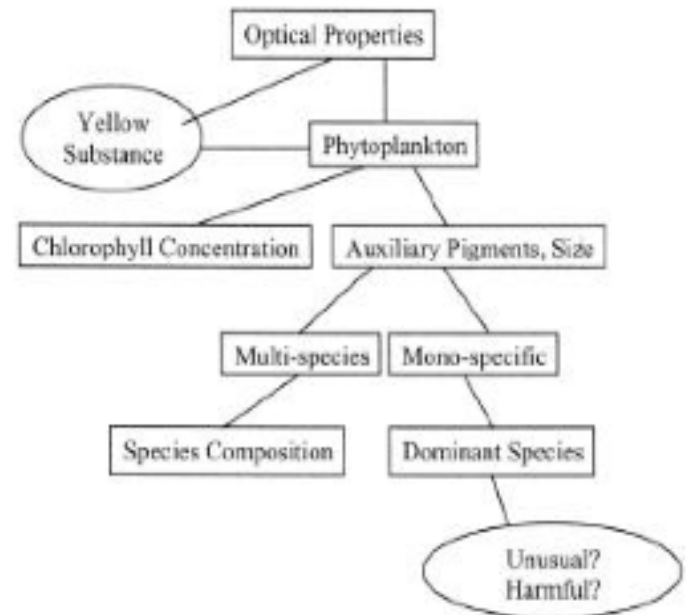 Optical Properties
Yellow
Substance
Phytoplankton
Chlorophyll Concentration
Auxiliary Pigments, Size
Multi-species
Mono-specific
Species Composition
Dominant Species
Unusual?
Harmful?